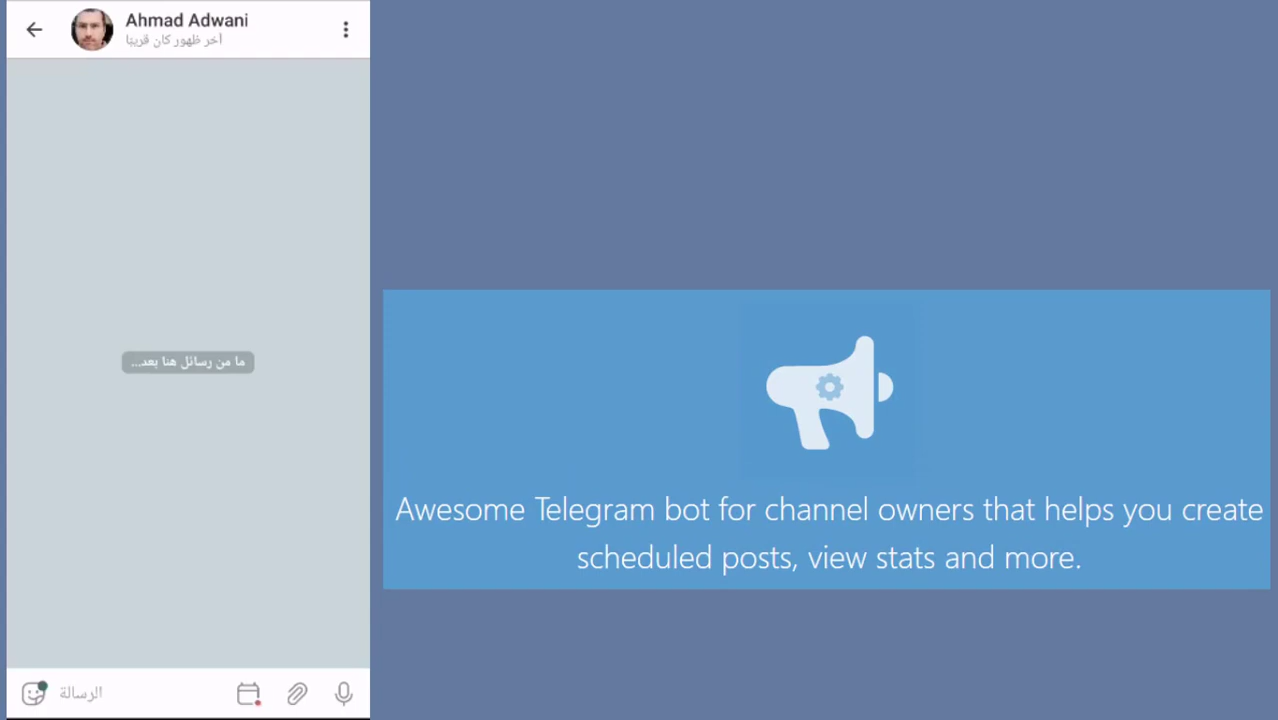 Ahmad Adwani
آخر ظهور كان قريبًا
ما من رسائل هنا بعد...
الرسالة
Awesome Telegram bot for channel owners that helps you create
scheduled posts, view stats and more.